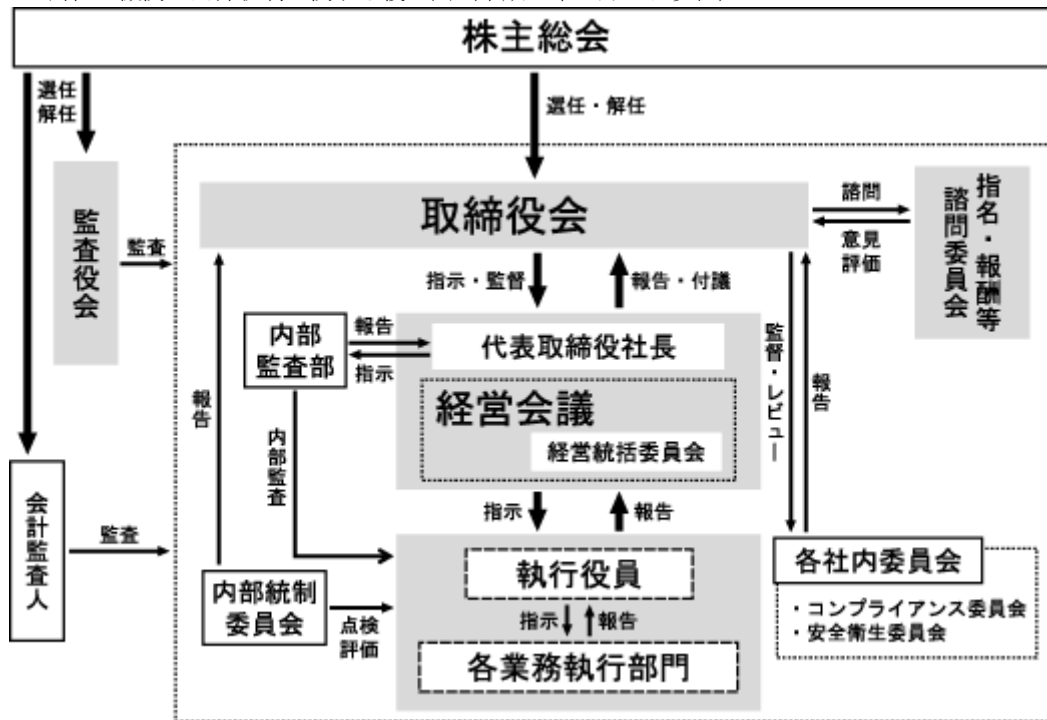 株主総会
選任
解任
選任・解任
監査役会
監査
取締役会
諮問
意見
評価
指名・報酬等
諮問委員会
指示・監督
報告・付議
内部
監査部
報告
指示
代表取締役社長
経営会議
経営統括委員会
報告
内部監査
監督・レビュー
報告
指示
報告
会計監査人
監査
内部統制
委員会
点検
評価
執行役員
指示
報告
各業務執行部門
各社内委員会
・コンプライアンス委員会
・安全衛生委員会